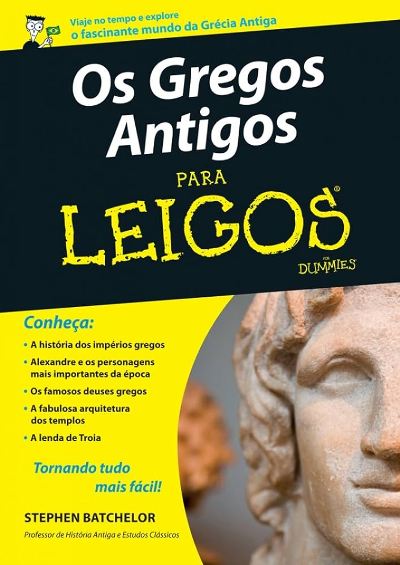 Viaje no tempo e explore
o fascinante mundo da Grécia Antiga
Os Gregos
Antigos
PARA
LEIGOS®
FOR
DUMMIES
Conheça:
• A história dos impérios gregos
• Alexandre e os personagens
mais importantes da época
• Os famosos deuses gregos
• A fabulosa arquitetura
dos templos
• A lenda de Troia
Tornando tudo
mais fácil!
STEPHEN BATCHELOR
Professor de História Antiga e Estudos Clássicos